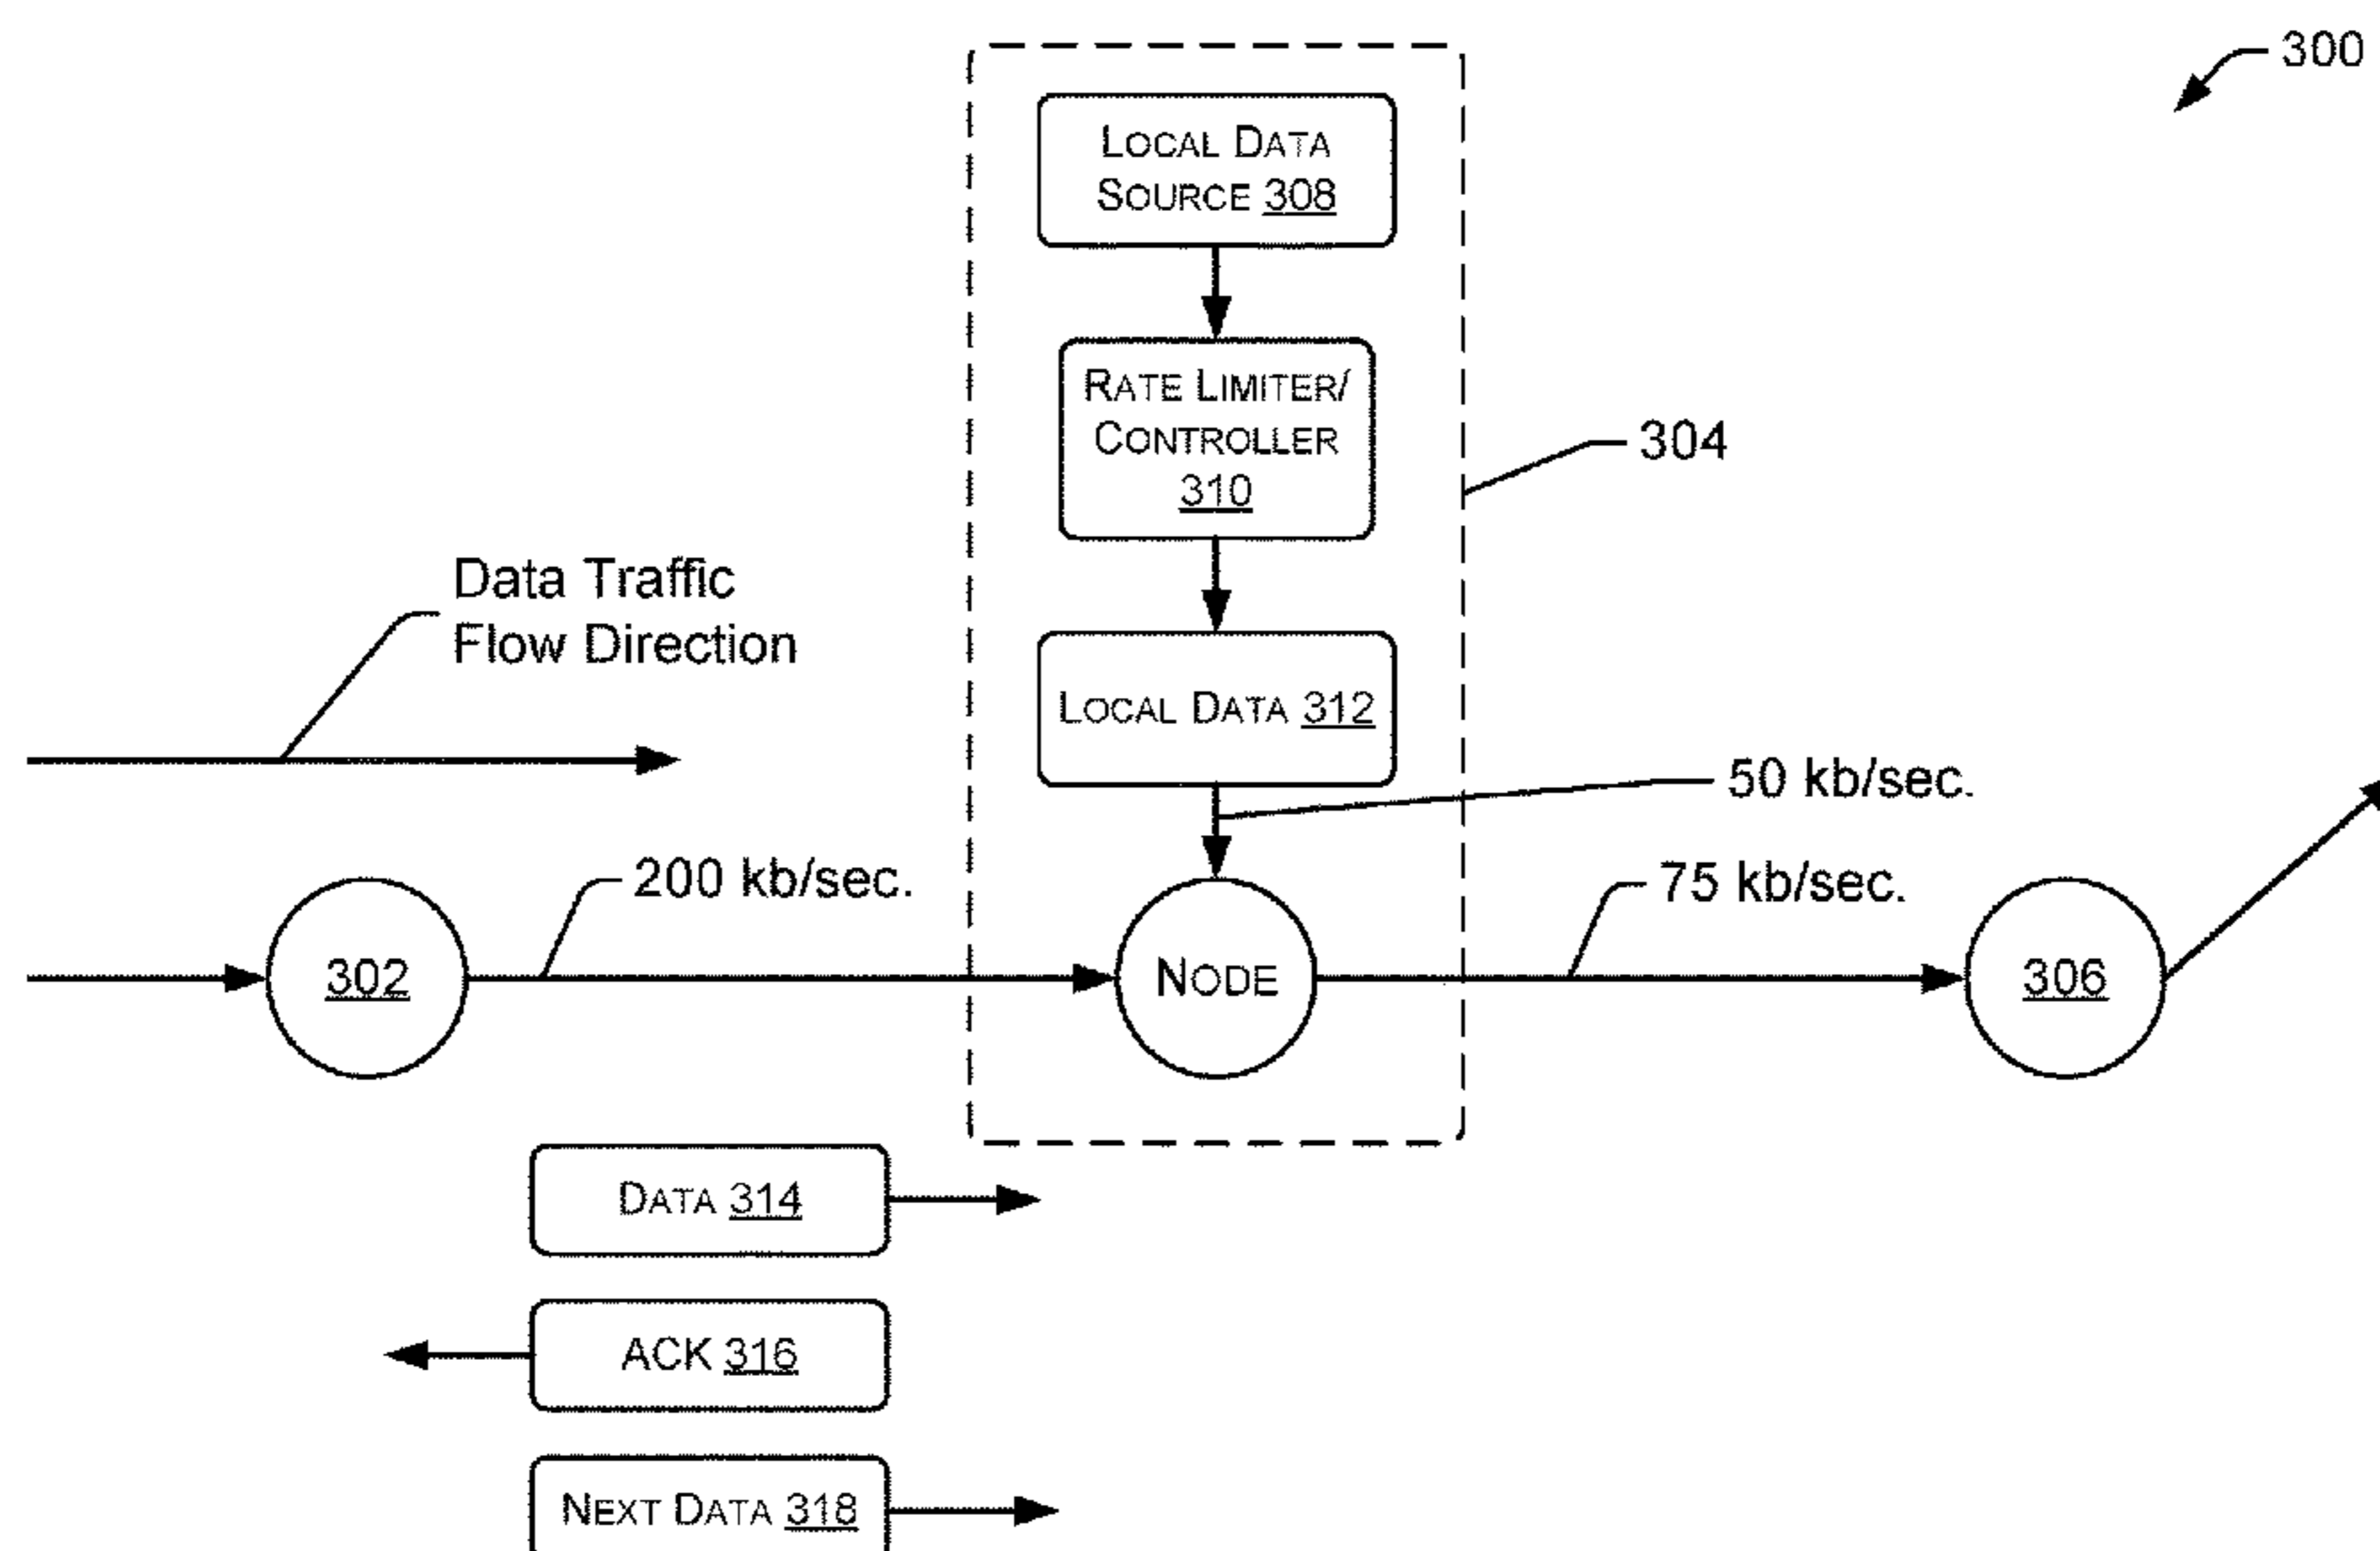 300
LOCAL DATA
SOURCE 308
RATE LIMITER/
CONTROLLER
310
304
Data Traffic
Flow Direction
LOCAL DATA 312
50 kb/sec.
200 kb/sec.
75 kb/sec.
302
NODE
306
DATA 314
ACK 316
NEXT DATA 318